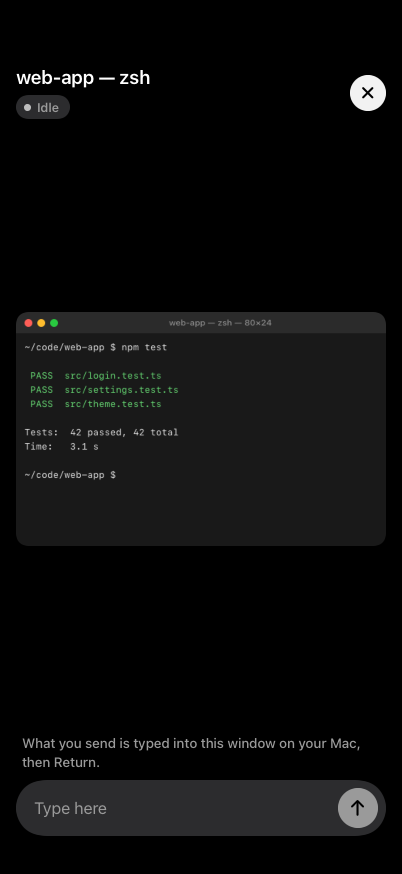 web-app — zsh
Idle
web-app — zsh — 80×24
~/code/web-app $ npm test
PASS src/login.test.ts
PASS src/settings.test.ts
PASS src/theme.test.ts
Tests: 42 passed, 42 total
Time: 3.1 s
~/code/web-app $
What you send is typed into this window on your Mac,
then Return.
Type here